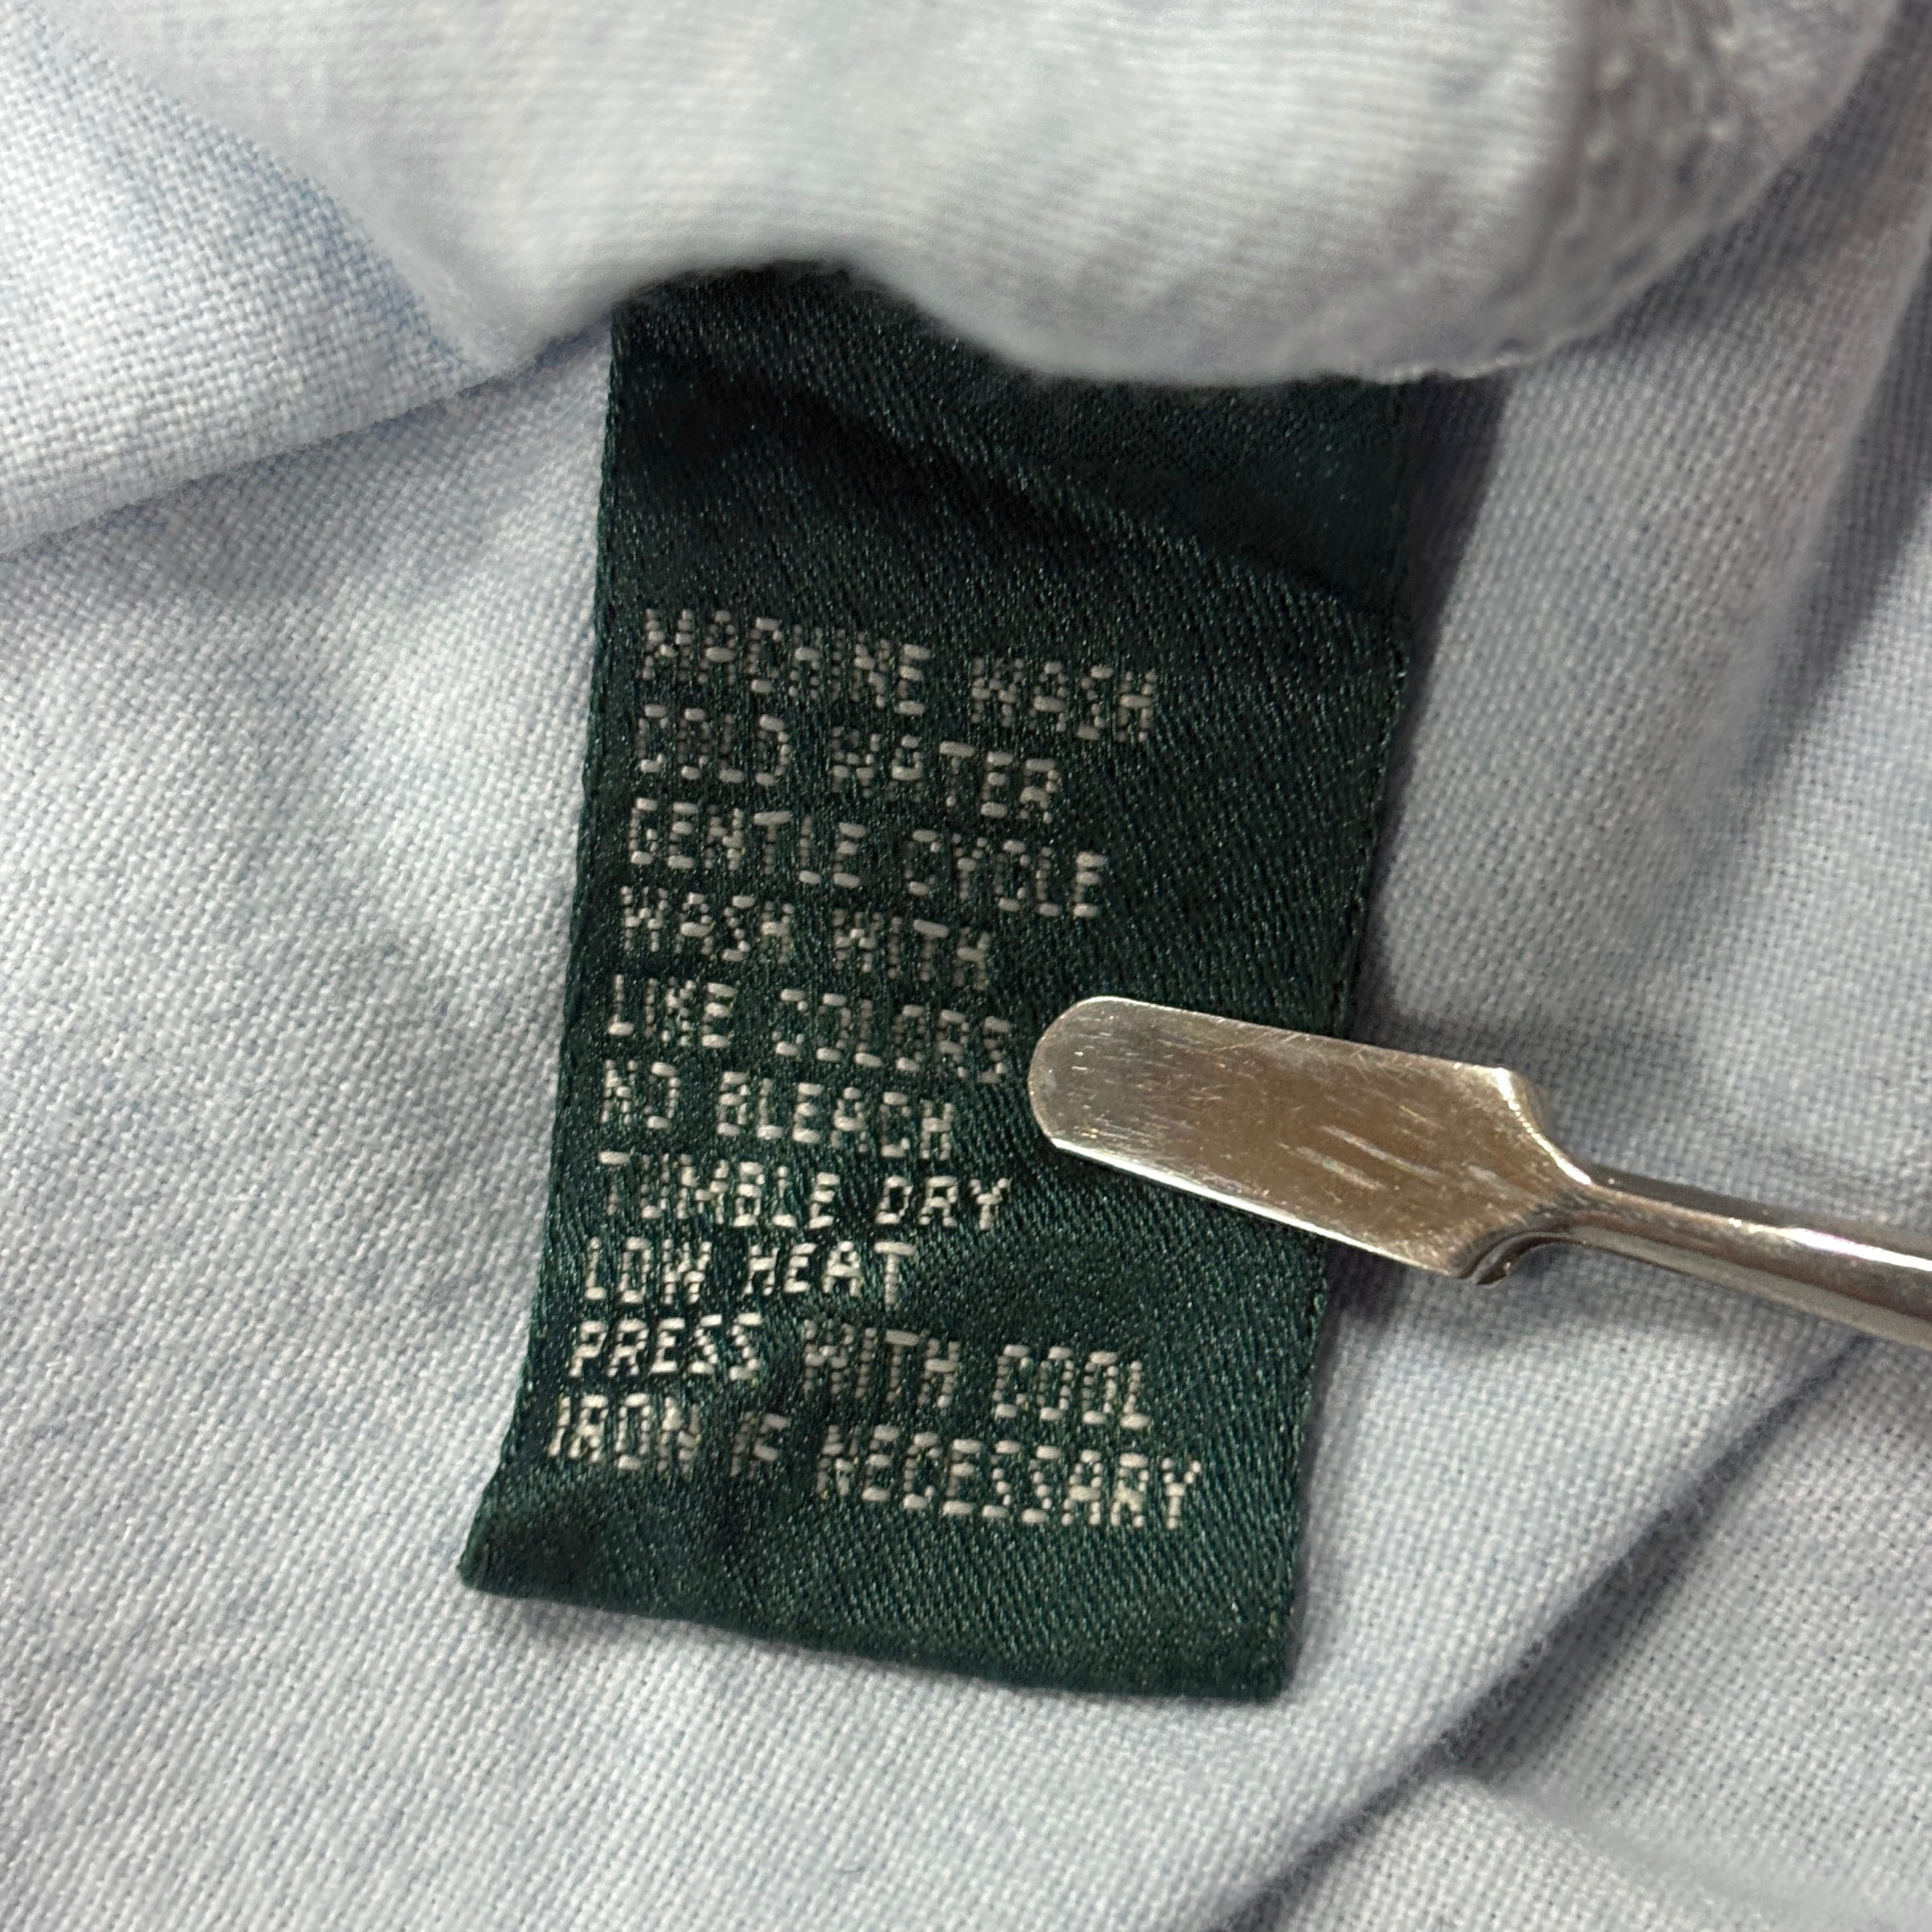 MACHINE WASH
COLD WATER
GENTLE CYCLE
WASH WITH
LIKE COLORS
NO BLEACH
TUMBLE DRY
LOW HEAT
PRESS WITH COOL
IRON IF NECESSARY